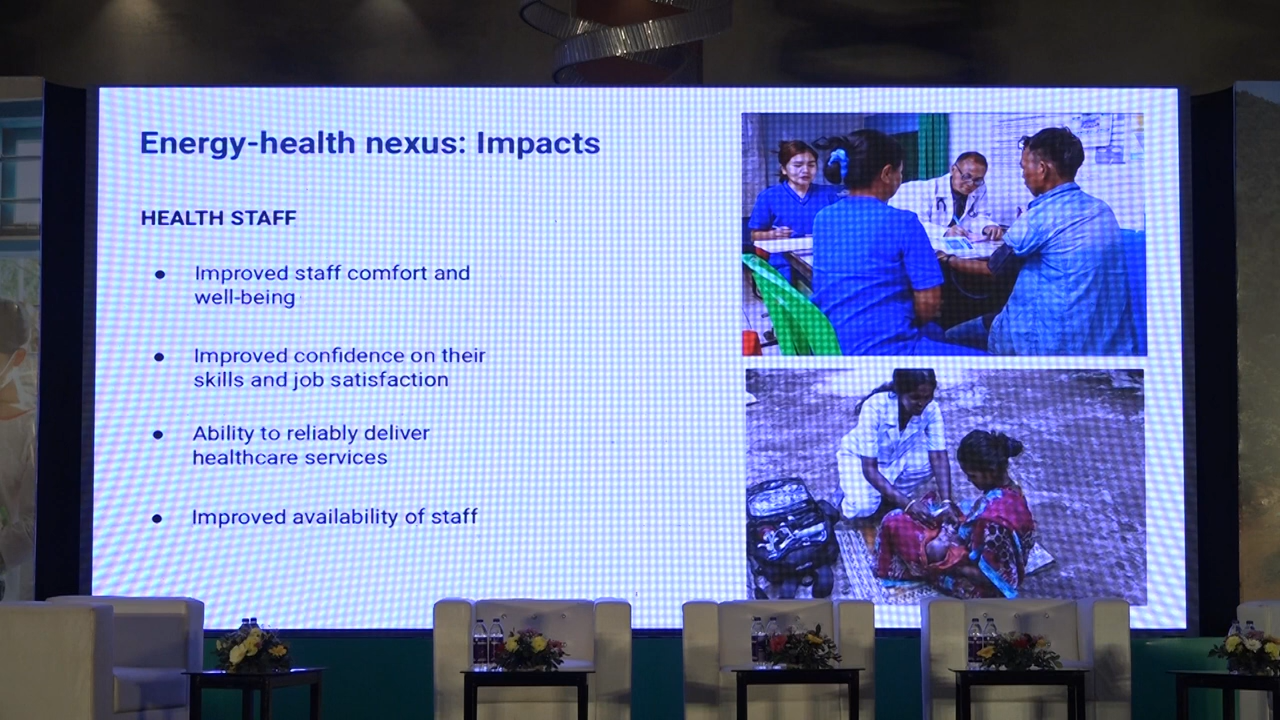 Energy-health nexus: Impacts
HEALTH STAFF
● Improved staff comfort and
well-being
● Improved confidence on their
skills and job satisfaction
● Ability to reliably deliver
healthcare services
● Improved availability of staff